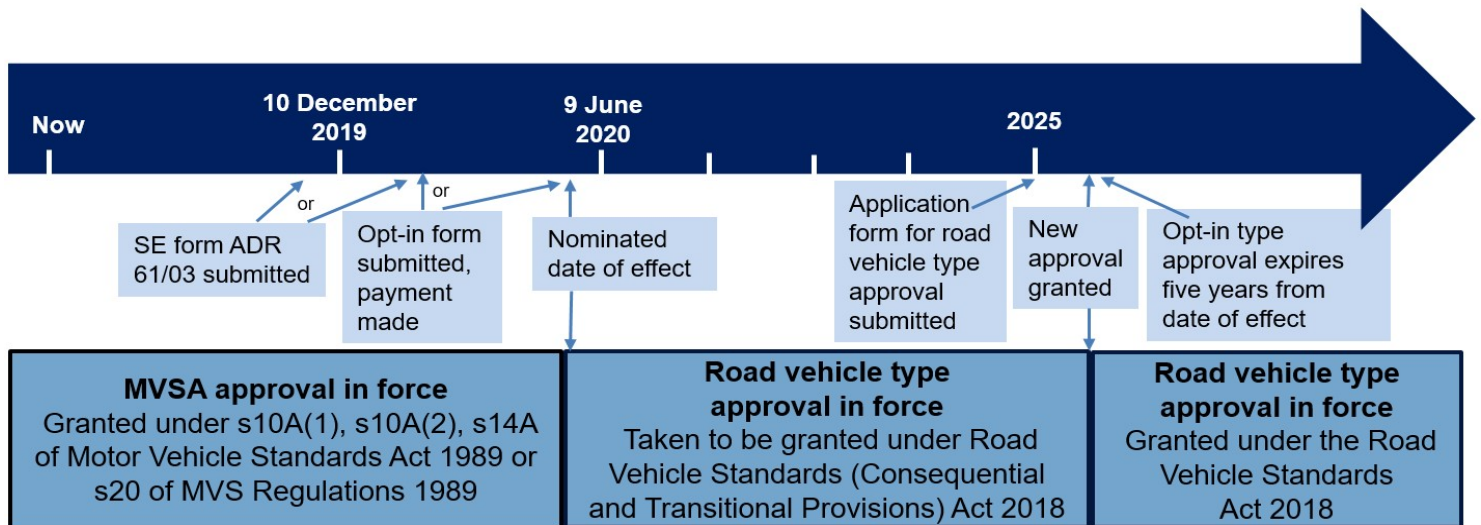 Now
10 December
2019
9 June
2020
2025
or
or
SE form ADR
61/03 submitted
Opt-in form
submitted,
payment
made
Nominated
date of effect
Application
form for road
vehicle type
approval
submitted
New
approval
granted
Opt-in type
approval expires
five years from
date of effect
MVSA approval in force
Granted under s10A(1), s10A(2), s14A
of Motor Vehicle Standards Act 1989 or
s20 of MVS Regulations 1989
Road vehicle type
approval in force
Taken to be granted under Road
Vehicle Standards (Consequential
and Transitional Provisions) Act 2018
Road vehicle type
approval in force
Granted under the Road
Vehicle Standards
Act 2018